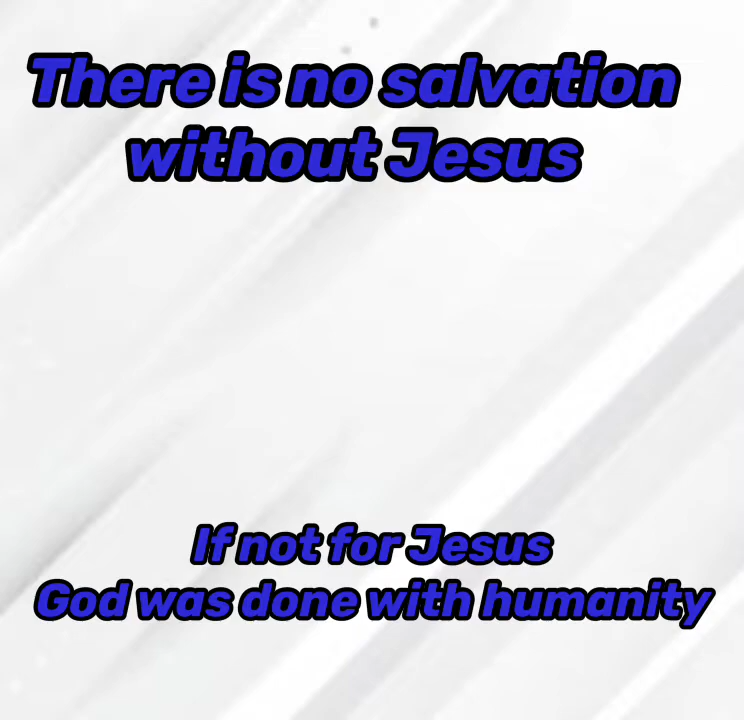 There is no salvation
without Jesus
If not for Jesus
God was done with humanity